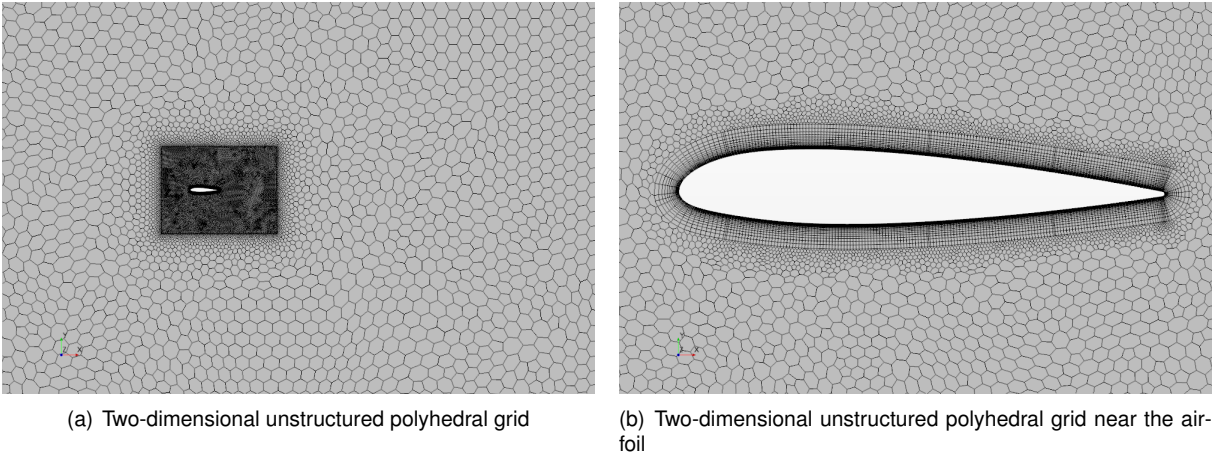 (a) Two-dimensional unstructured polyhedral grid
(b) Two-dimensional unstructured polyhedral grid near the air-
foil